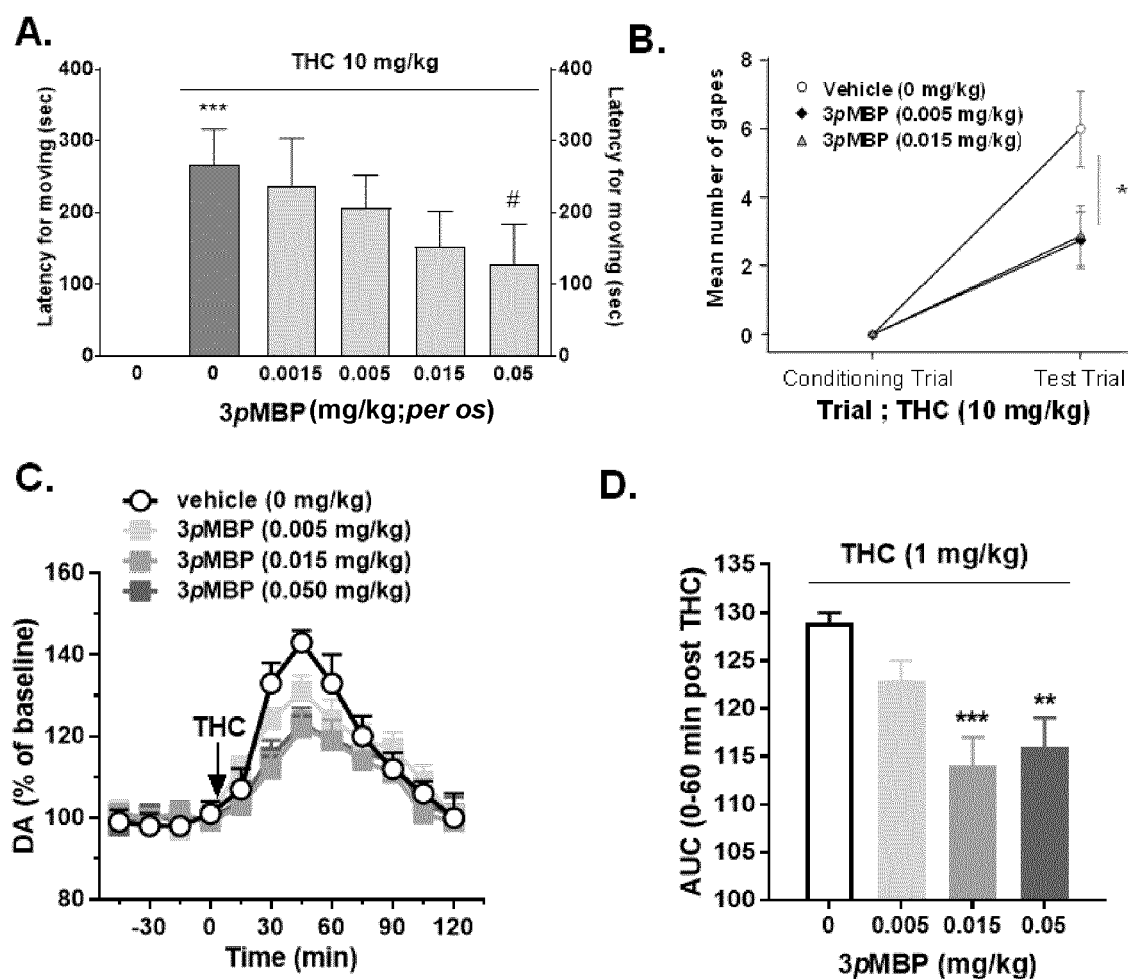 A.
THC 10 mg/kg
400
300
200
100
0
Latency for moving (sec)
***
#
400
300
200
100
0
Latency for moving (sec)
0 0 0.0015 0.005 0.015 0.05
3pMBP (mg/kg;per os)
B.
8
6
4
2
0
Mean number of gapes
Vehicle (0 mg/kg)
3pMBP (0.005 mg/kg)
3pMBP (0.015 mg/kg)
*
Conditioning Trial Test Trial
Trial ; THC (10 mg/kg)
C.
vehicle (0 mg/kg)
3pMBP (0.005 mg/kg)
3pMBP (0.015 mg/kg)
3pMBP (0.050 mg/kg)
160
140
120
100
80
DA (% of baseline)
THC
-30 0 30 60 90 120
Time (min)
D.
THC (1 mg/kg)
135
130
125
120
115
110
105
100
AUC (0-60 min post THC)
***
**
0 0.005 0.015 0.05
3pMBP (mg/kg)